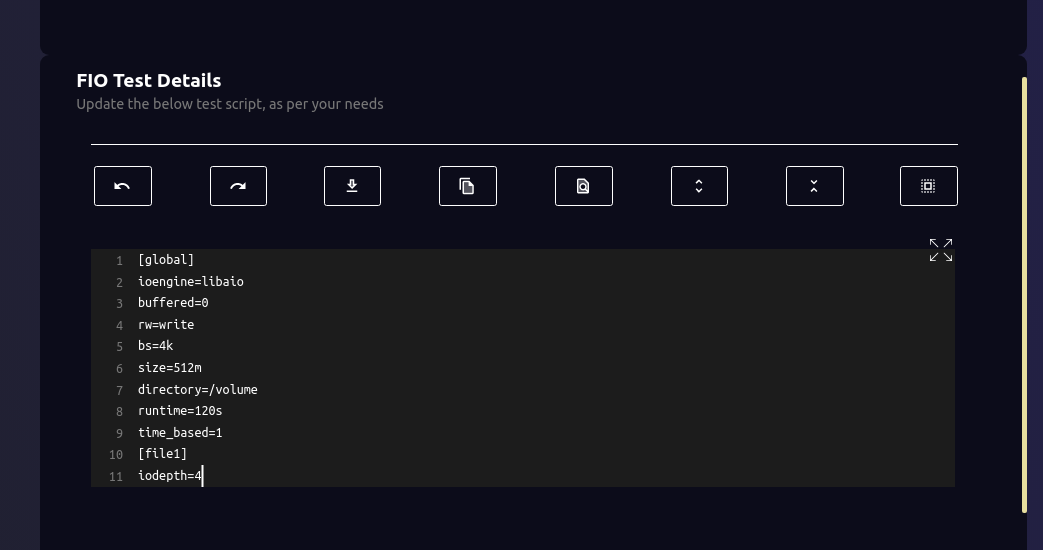 FIO Test Details
Update the below test script, as per your needs
1 [global]
2 ioengine=libaio
3 buffered=0
4 rw=write
5 bs=4k
6 size=512m
7 directory=/volume
8 runtime=120s
9 time_based=1
10 [file1]
11 iodepth=4